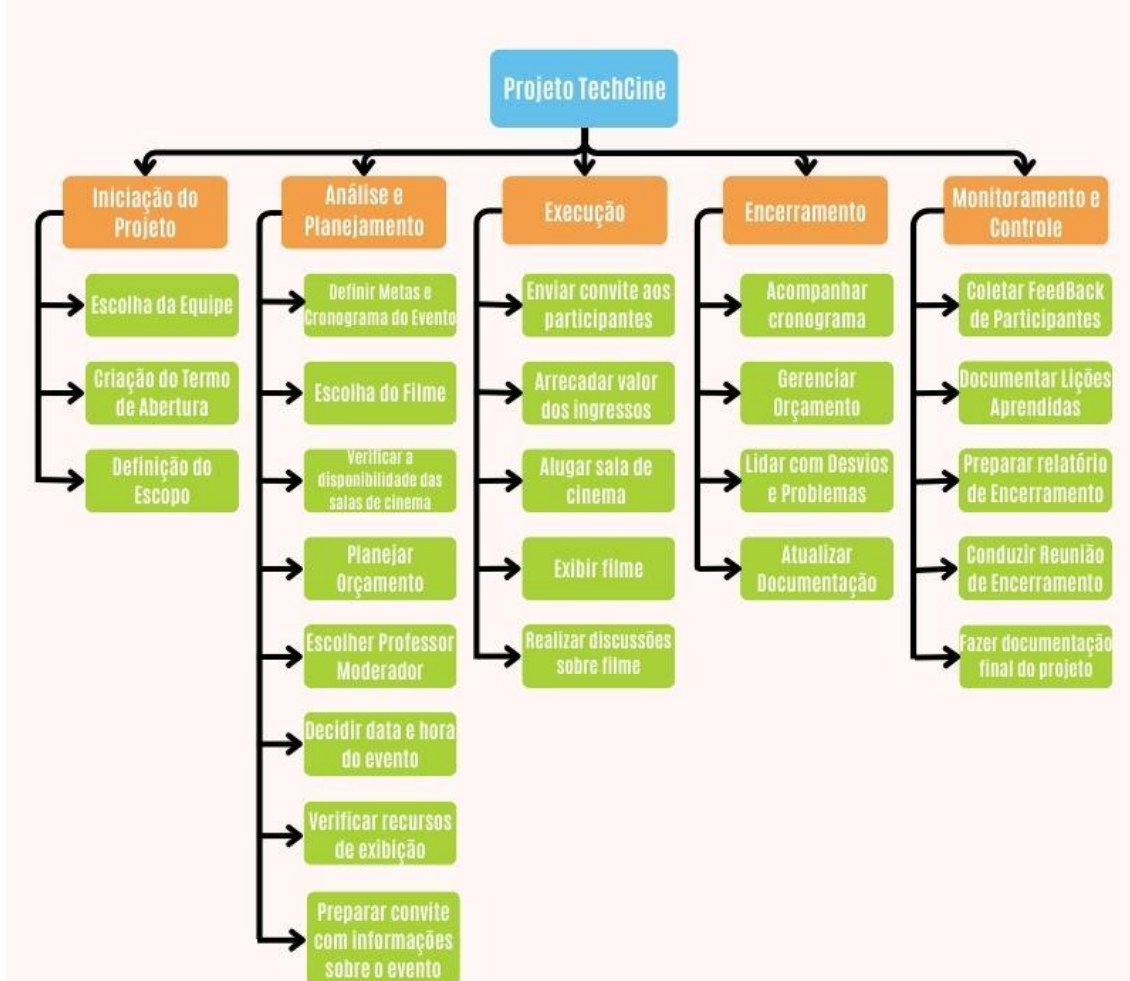 Projeto TechCine
Iniciação do
Projeto
Escolha da Equipe
Criação do Termo
de Abertura
Definição do
Escopo
Análise e
Planejamento
Definir Metas e
Cronograma do Evento
Escolha do Filme
Verificar a
disponibilidade das
salas de cinema
Planejar
Orçamento
Escolher Professor
Moderador
Decidir data e hora
do evento
Verificar recursos
de exibição
Preparar convite
com informações
sobre o evento
Execução
Enviar convite aos
participantes
Arrecadar valor
dos ingressos
Alugar sala de
cinema
Exibir filme
Realizar discussões
sobre filme
Encerramento
Acompanhar
cronograma
Gerenciar
Orçamento
Lidar com Desvios
e Problemas
Atualizar
Documentação
Monitoramento e
Controle
Coletar FeedBack
de Participantes
Documentar Lições
Aprendidas
Preparar relatório
de Encerramento
Conduzir Reunião
de Encerramento
Fazer documentação
final do projeto